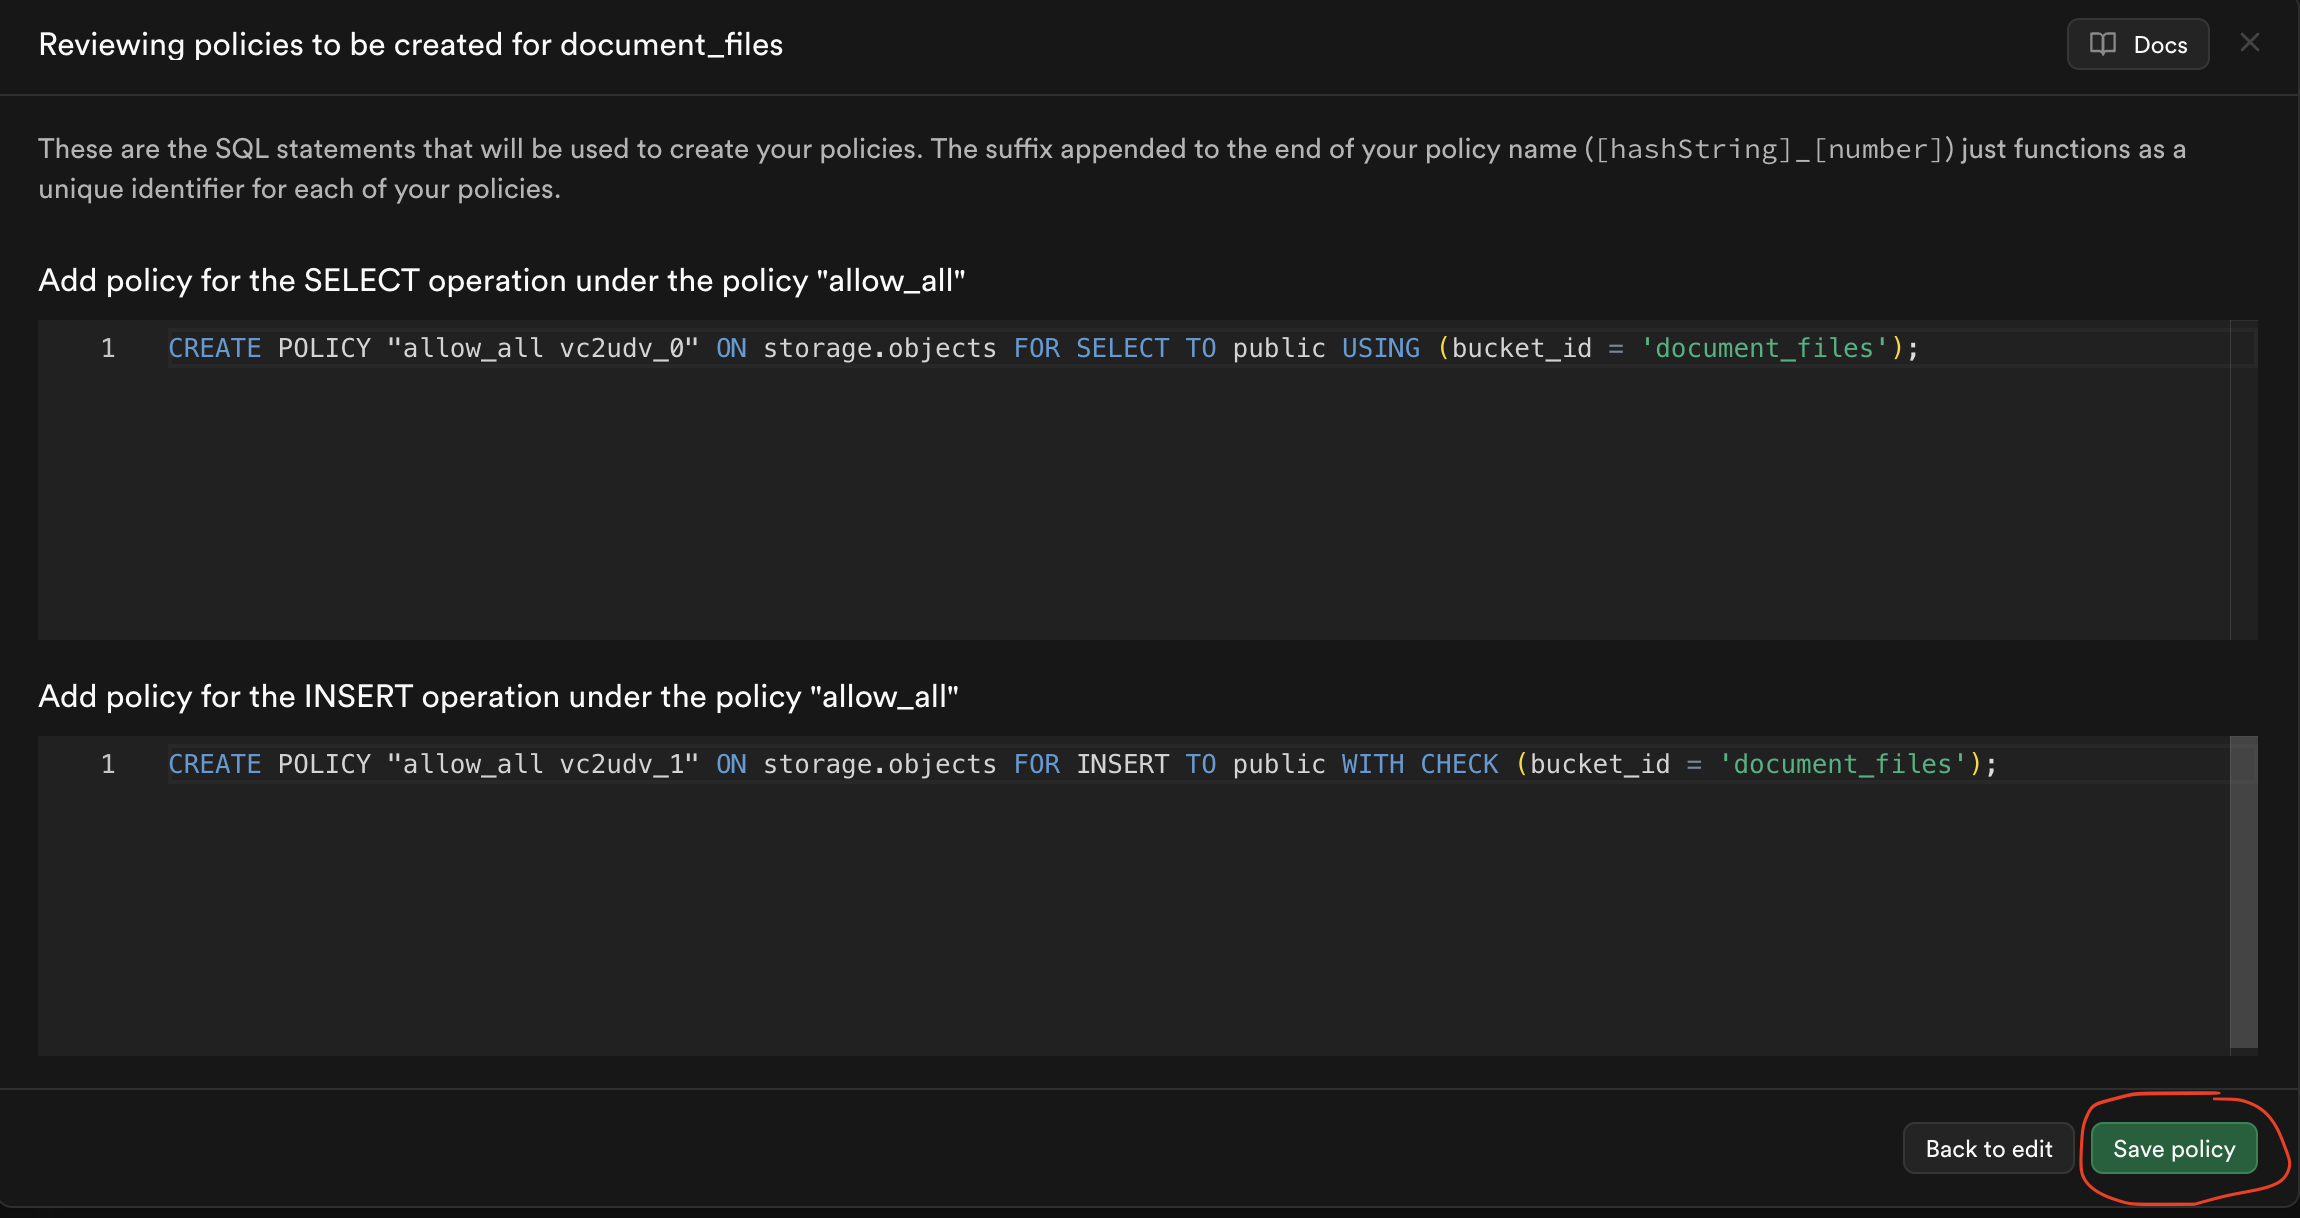 Reviewing policies to be created for document_files
Docs
These are the SQL statements that will be used to create your policies. The suffix appended to the end of your policy name ([hashString]_[number]) just functions as a
unique identifier for each of your policies.
Add policy for the SELECT operation under the policy "allow_all"
1 CREATE POLICY "allow_all vc2udv_0" ON storage.objects FOR SELECT TO public USING (bucket_id = 'document_files');
Add policy for the INSERT operation under the policy "allow_all"
1 CREATE POLICY "allow_all vc2udv_1" ON storage.objects FOR INSERT TO public WITH CHECK (bucket_id = 'document_files');
Back to edit
Save policy